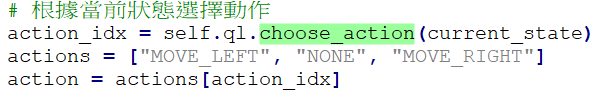 # 根據當前狀態選擇動作
action_idx = self.ql.choose_action(current_state)
actions = ["MOVE_LEFT", "NONE", "MOVE_RIGHT"]
action = actions[action_idx]